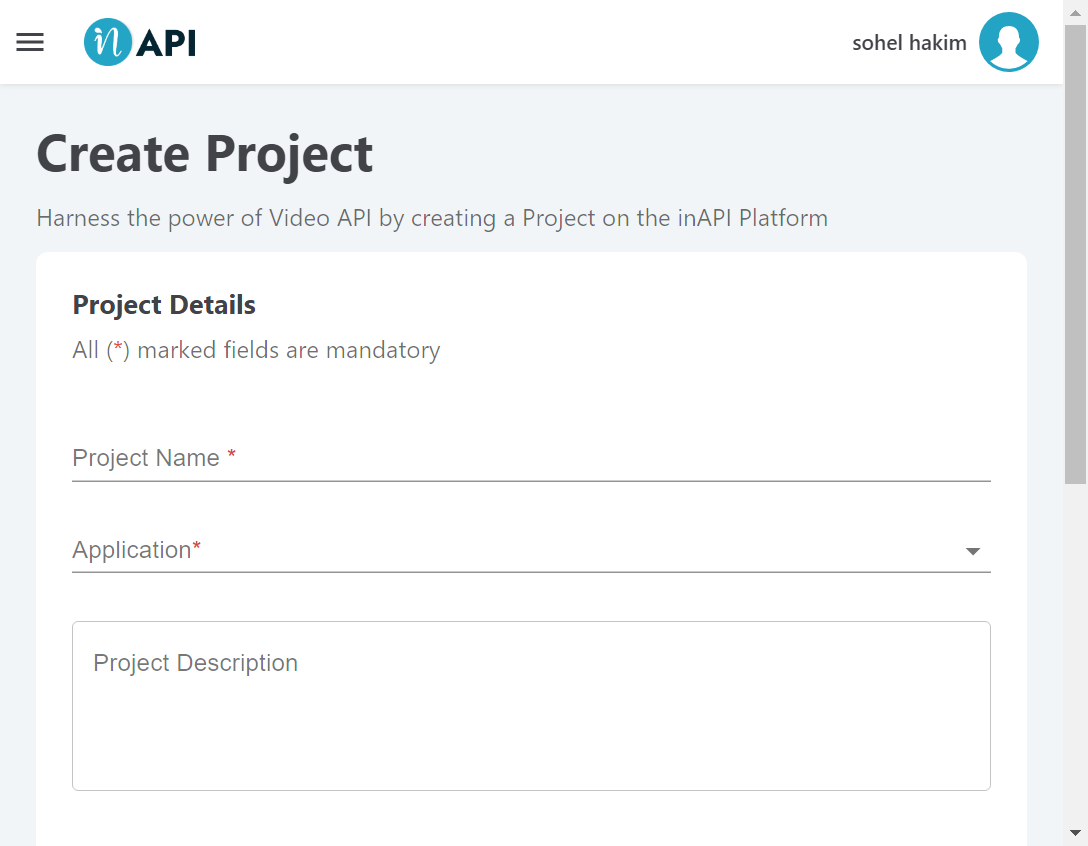 inAPI
sohel hakim
Create Project
Harness the power of Video API by creating a Project on the inAPI Platform
Project Details
All (*) marked fields are mandatory
Project Name *
Application*
Project Description